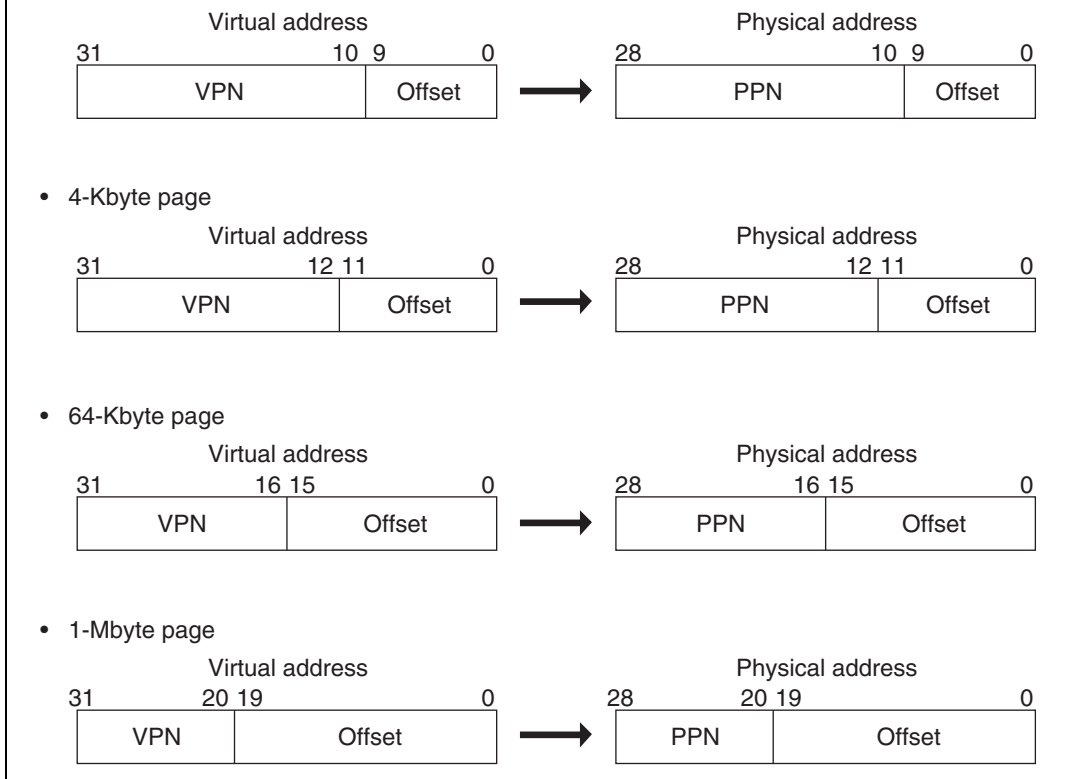 Virtual address Physical address
31 10 9 0 28 10 9 0
VPN Offset PPN Offset
• 4-Kbyte page
Virtual address Physical address
31 12 11 0 28 12 11 0
VPN Offset PPN Offset
• 64-Kbyte page
Virtual address Physical address
31 16 15 0 28 16 15 0
VPN Offset PPN Offset
• 1-Mbyte page
Virtual address Physical address
31 20 19 0 28 20 19 0
VPN Offset PPN Offset